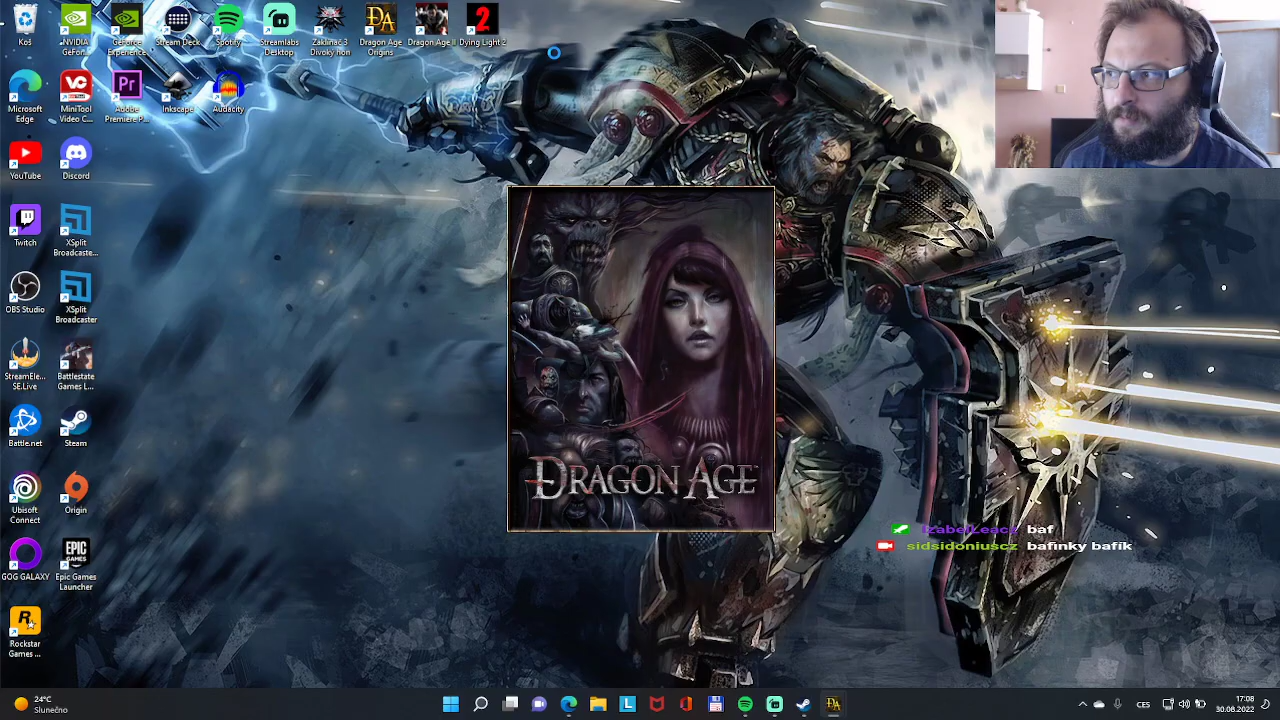 Koš
NVIDIA GeFor...
GeForce Experience
Stream Deck
Spotify
Streamlabs Desktop
Zaklínač 3 Divoký hon
Dragon Age Origins
Dragon Age II
Dying Light 2
Microsoft Edge
MiniTool Video C...
Adobe Premiere P...
Inkscape
Audacity
YouTube
Discord
Twitch
XSplit Broadcaste...
OBS Studio
XSplit Broadcaster
StreamEle... SE.Live
Battlestate Games L...
Battle.net
Steam
Ubisoft Connect
Origin
GOG GALAXY
Epic Games Launcher
Rockstar Games ...
DRAGON AGE
IzabelLeacz baf
sidsidoniuscz bafinky bafík
24°C
Slunečno
CES
17:08
30.08.2022